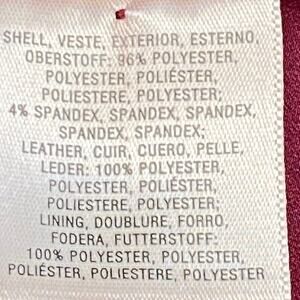 SHELL, VESTE, EXTERIOR, ESTERNO,
OBERSTOFF: 96% POLYESTER,
POLYESTER, POLIÉSTER,
POLIESTERE, POLYESTER;
4% SPANDEX, SPANDEX, SPANDEX,
SPANDEX, SPANDEX;
LEATHER, CUIR, CUERO, PELLE,
LEDER: 100% POLYESTER,
POLYESTER, POLIÉSTER,
POLIESTERE, POLYESTER;
LINING, DOUBLURE, FORRO,
FODERA, FUTTERSTOFF:
100% POLYESTER, POLYESTER,
POLIÉSTER, POLIESTERE, POLYESTER